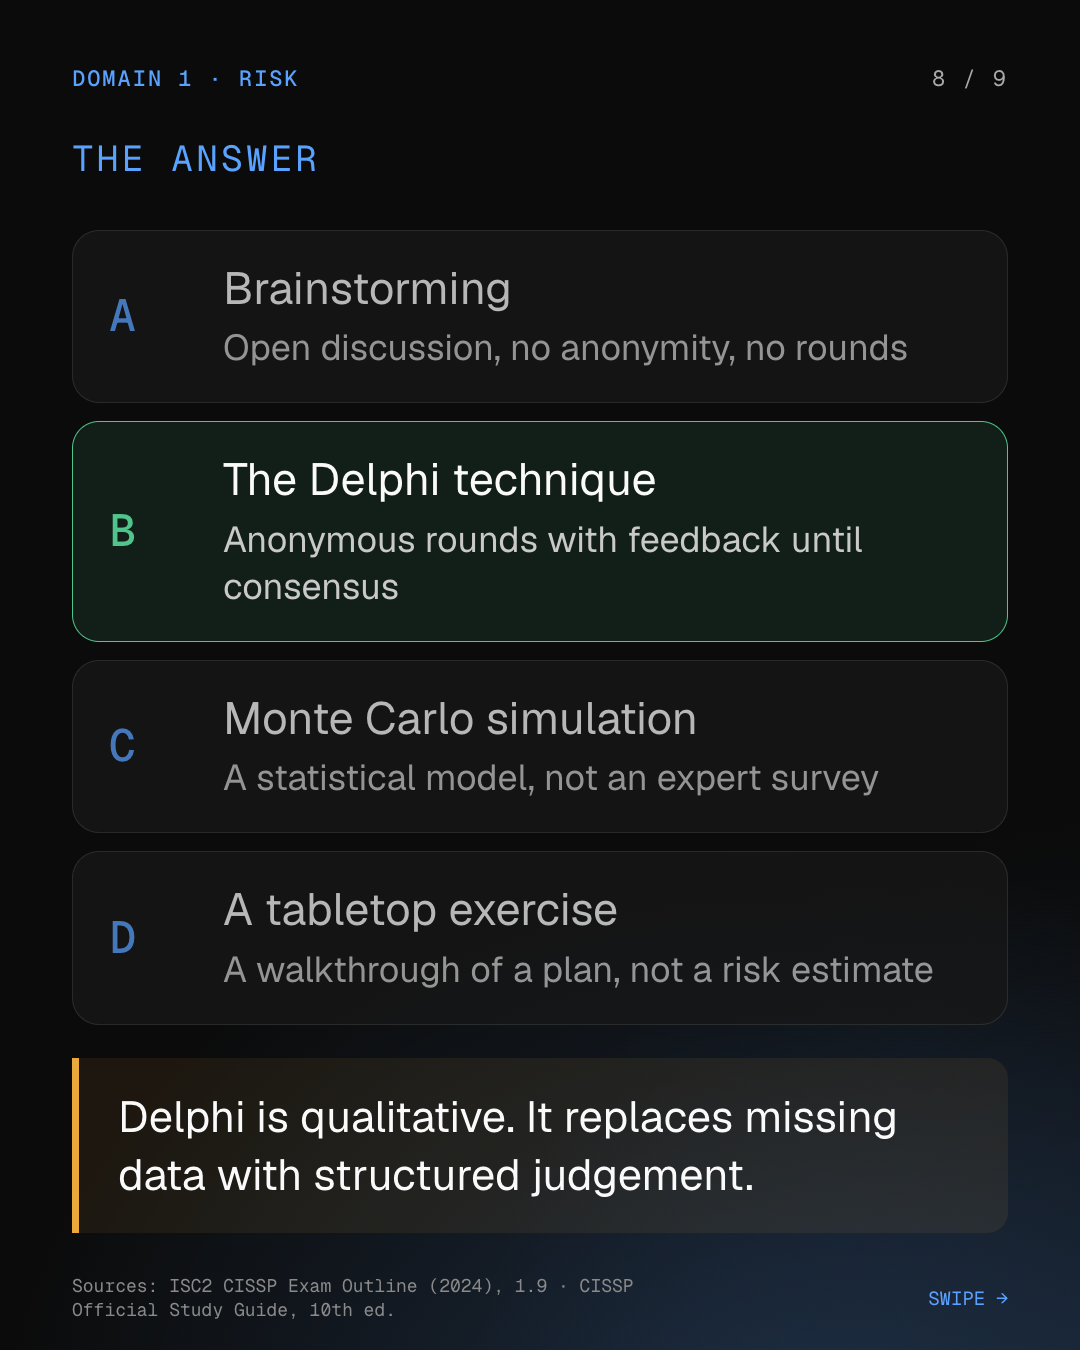 DOMAIN 1 · RISK
8 / 9
THE ANSWER
A
Brainstorming
Open discussion, no anonymity, no rounds
B
The Delphi technique
Anonymous rounds with feedback until
consensus
C
Monte Carlo simulation
A statistical model, not an expert survey
D
A tabletop exercise
A walkthrough of a plan, not a risk estimate
Delphi is qualitative. It replaces missing
data with structured judgement.
Sources: ISC2 CISSP Exam Outline (2024), 1.9 · CISSP
Official Study Guide, 10th ed.
SWIPE →